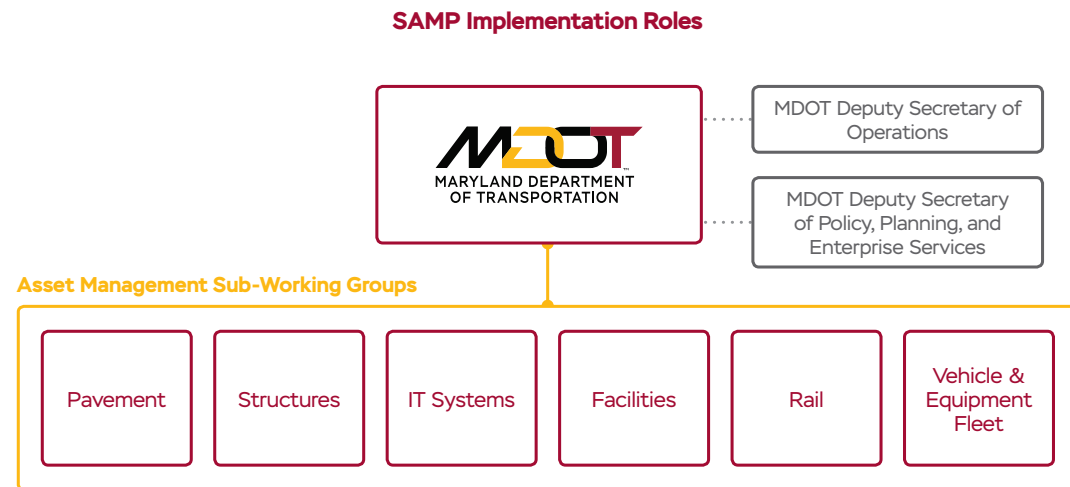 SAMP Implementation Roles
MDOT
MARYLAND DEPARTMENT
OF TRANSPORTATION
MDOT Deputy Secretary of
Operations
MDOT Deputy Secretary
of Policy, Planning, and
Enterprise Services
Asset Management Sub-Working Groups
Pavement
Structures
IT Systems
Facilities
Rail
Vehicle &
Equipment
Fleet